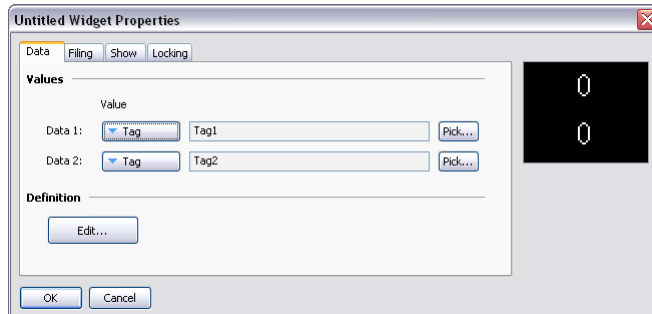 Untitled Widget Properties
Data Filing Show Locking
Values
Value
Data 1: Tag Tag1 Pick...
Data 2: Tag Tag2 Pick...
Definition
Edit...
OK Cancel
0
0